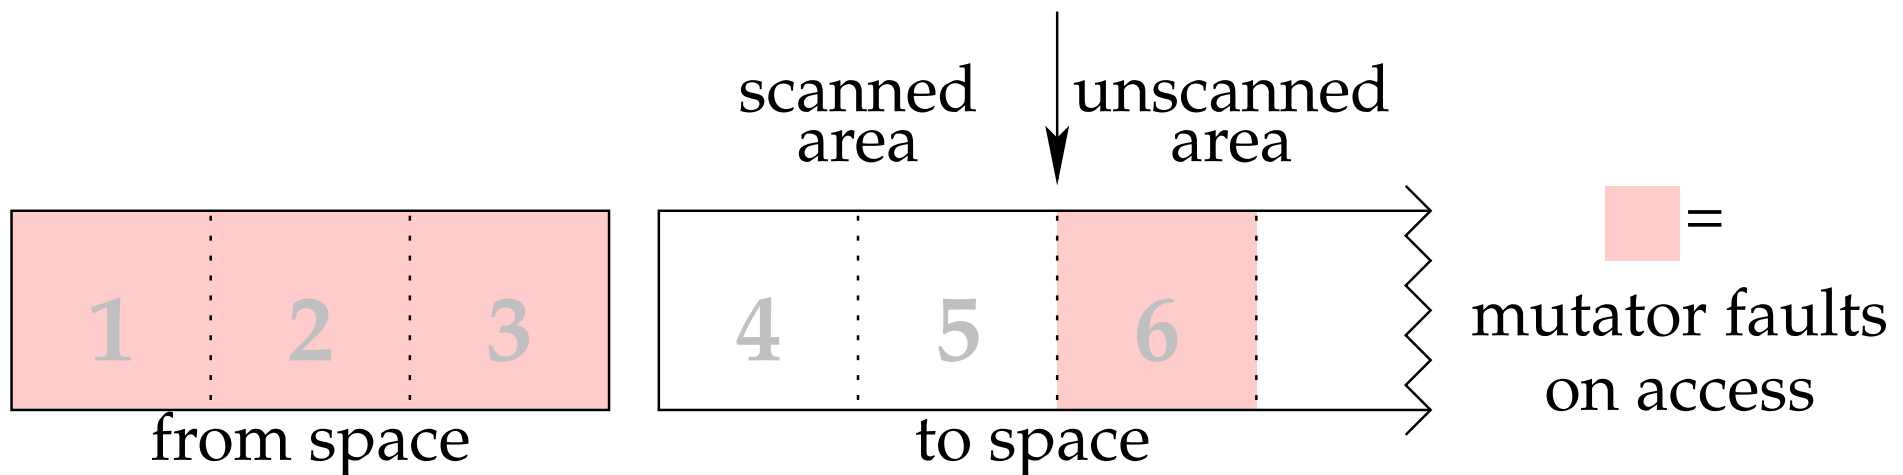 scanned
area
unscanned
area
1 2 3 4 5 6
from space
to space
=
mutator faults
on access